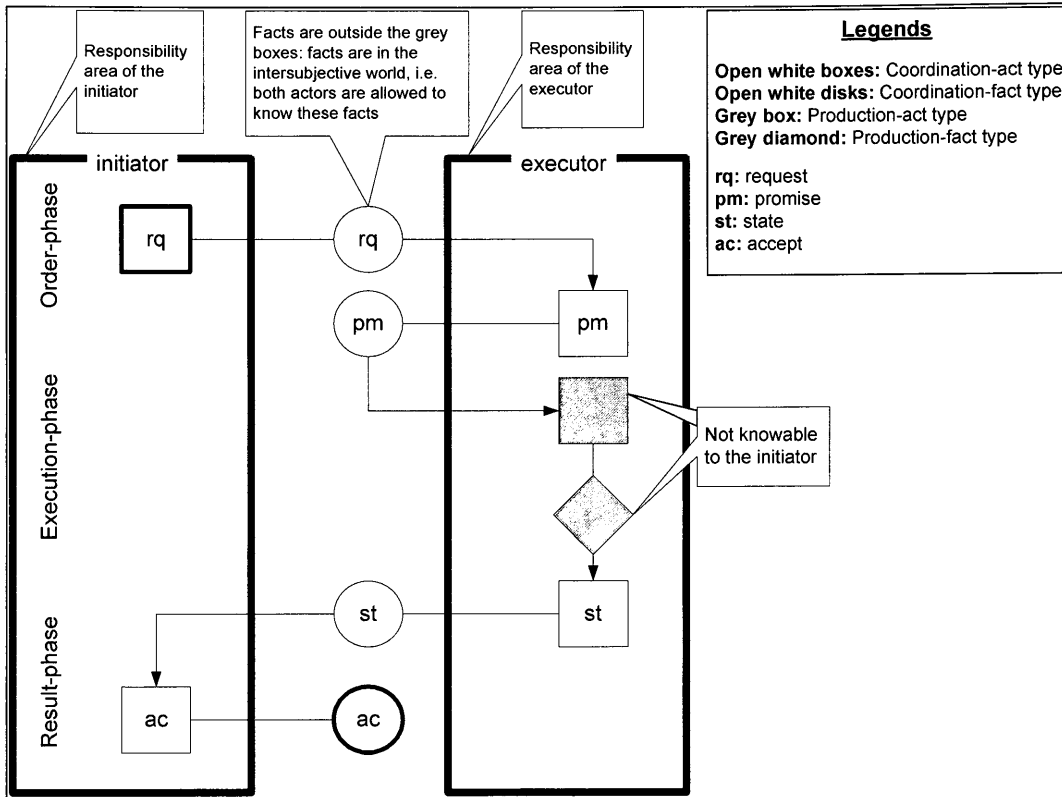 Responsibility
area of the
initiator
Facts are outside the grey
boxes: facts are in the
intersubjective world, i.e.
both actors are allowed to
know these facts
Responsibility
area of the
executor
Legends
Open white boxes: Coordination-act type
Open white disks: Coordination-fact type
Grey box: Production-act type
Grey diamond: Production-fact type
rq: request
pm: promise
st: state
ac: accept
initiator
executor
Order-phase
rq
rq
pm
pm
Execution-phase
Not knowable
to the initiator
Result-phase
st
st
ac
ac